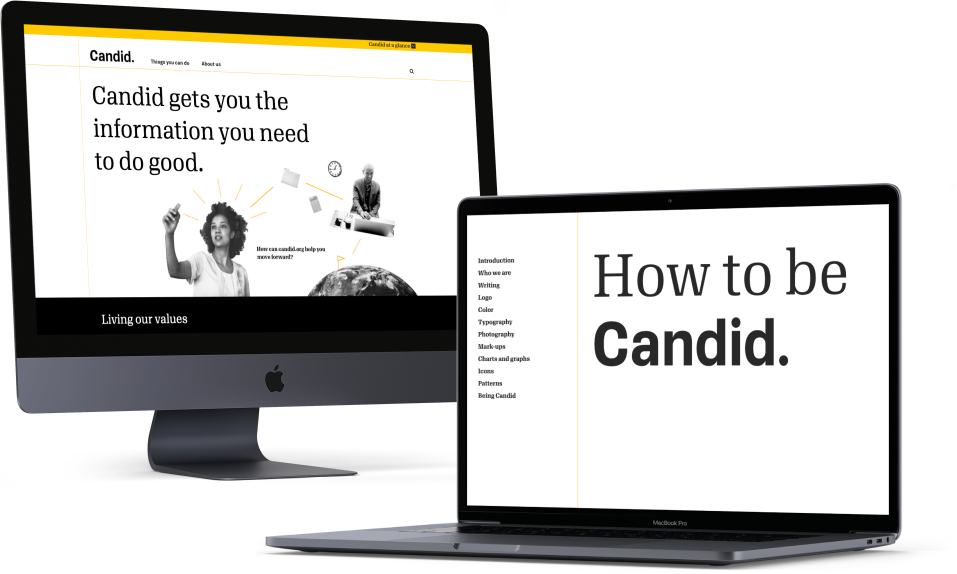 Candid at a glance
Candid.
Things you can do
About us
Candid gets you the
information you need
to do good.
How can candid.org help you
move forward?
Living our values
Introduction
Who we are
Writing
Logo
Color
Typography
Photography
Mark-ups
Charts and graphs
Icons
Patterns
Being Candid
How to be
Candid.
MacBook Pro